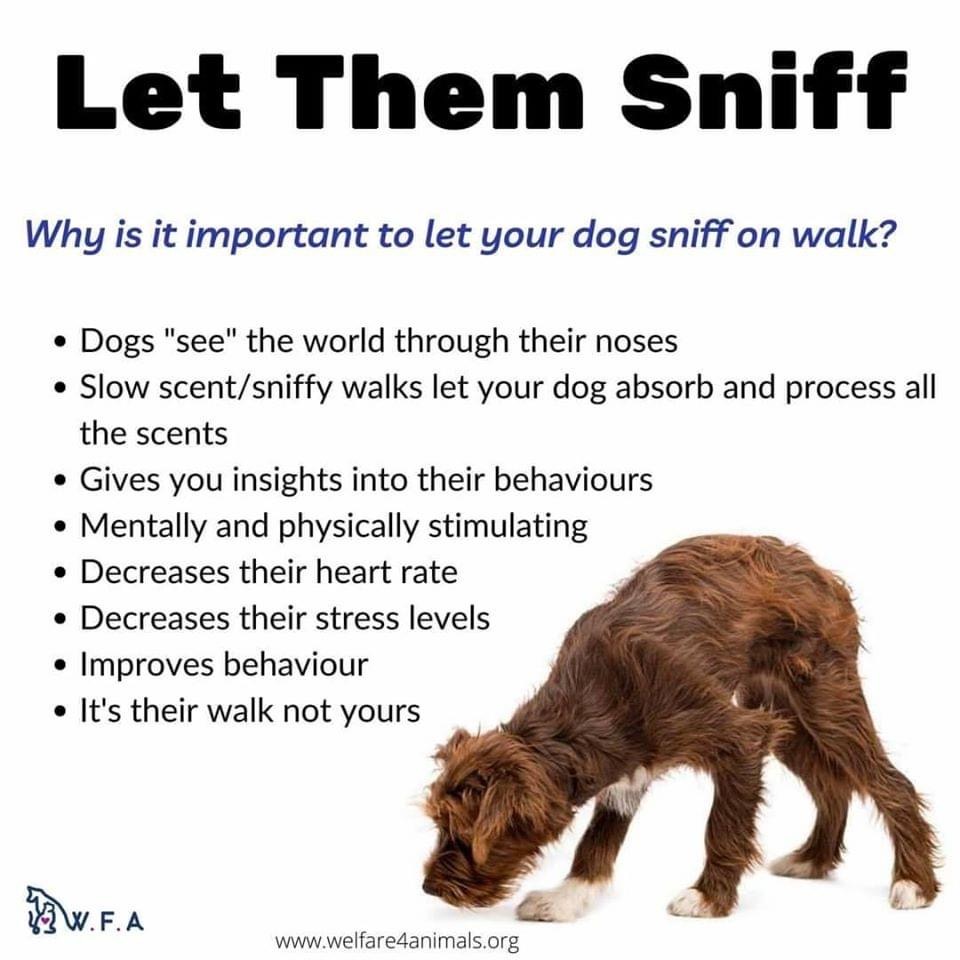 Let Them Sniff
Why is it important to let your dog sniff on walk?
• Dogs "see" the world through their noses
• Slow scent/sniffy walks let your dog absorb and process all
the scents
• Gives you insights into their behaviours
• Mentally and physically stimulating
• Decreases their heart rate
• Decreases their stress levels
• Improves behaviour
• It's their walk not yours
W.F.A
www.welfare4animals.org